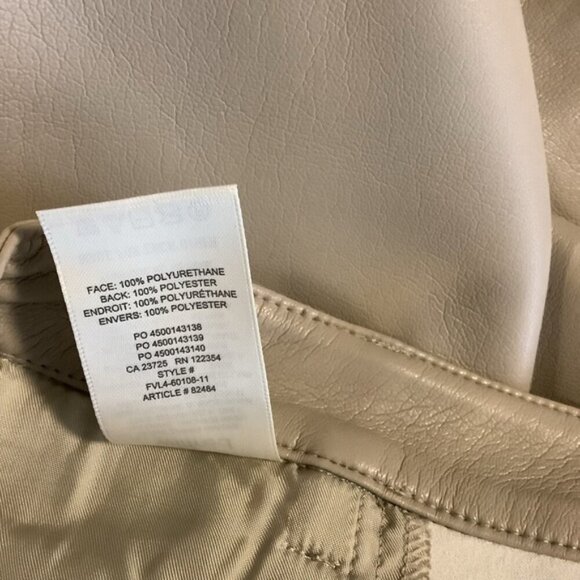 FACE: 100% POLYURETHANE
BACK: 100% POLYESTER
ENDROIT: 100% POLYURÉTHANE
ENVERS: 100% POLYESTER
PO 4500143138
PO 4500143139
PO 4500143140
CA 23725 RN 122354
STYLE #
FVL4-60108-11
ARTICLE # 82484